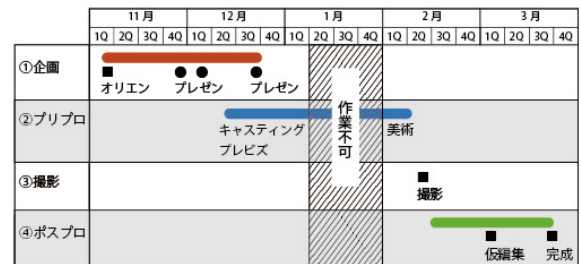 11月 12月 1月 2月 3月
1Q 2Q 3Q 4Q 1Q 2Q 3Q 4Q 1Q 2Q 3Q 4Q 1Q 2Q 3Q 4Q 1Q 2Q 3Q 4Q
①企画
オリエン プレゼン プレゼン
作業不可
②プリプロ
キャスティング 美術
プレビズ
③撮影
撮影
④ポスプロ
仮編集 完成